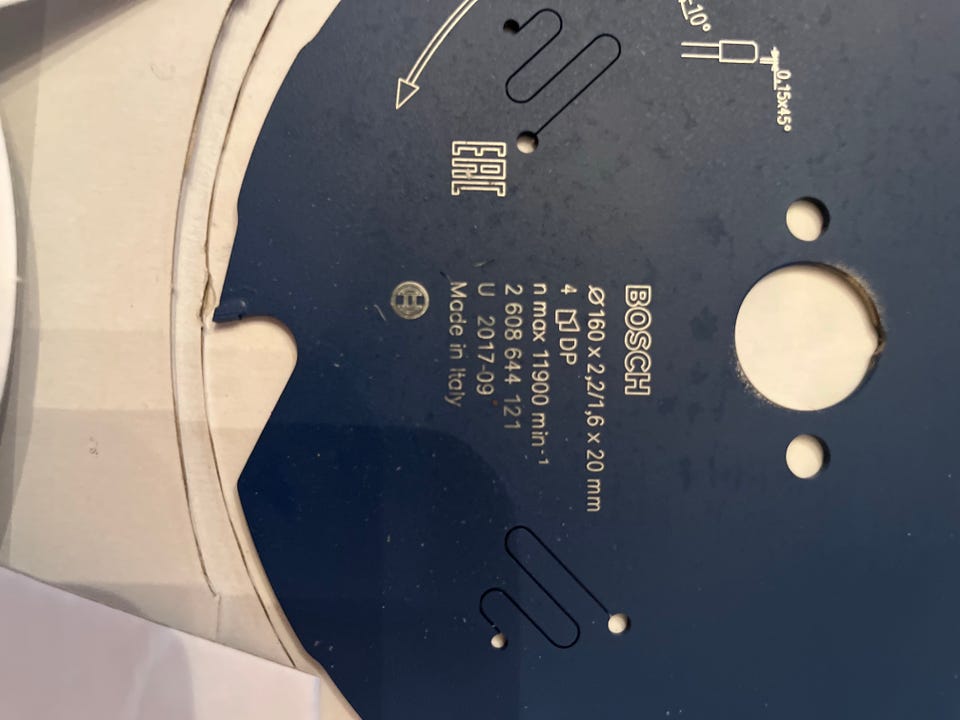 -10°
0,15x45°
EAC
BOSCH
Ø 160 x 2,2/1,6 x 20 mm
4 DP
n max 11900 min⁻¹
2 608 644 121
U 2017-09
Made in Italy